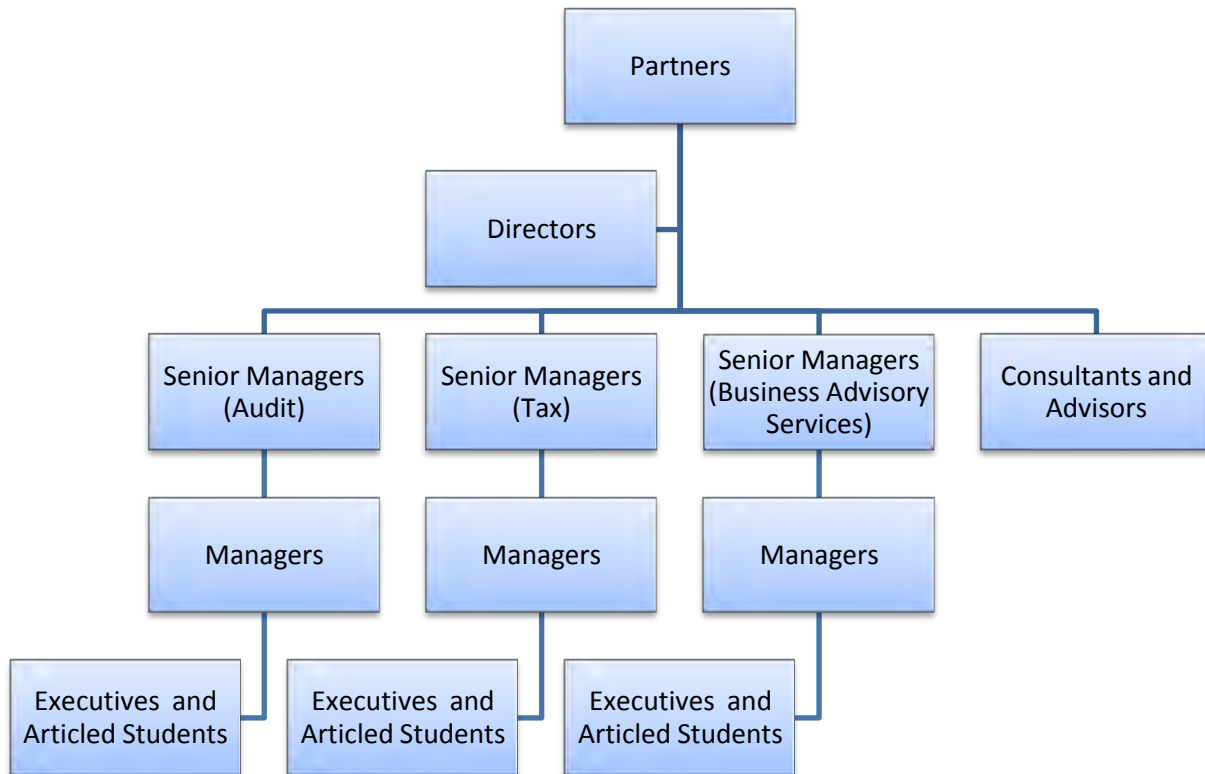 Partners
Directors
Senior Managers
(Audit)
Senior Managers
(Tax)
Senior Managers
(Business Advisory
Services)
Consultants and
Advisors
Managers
Managers
Managers
Executives and
Articled Students
Executives and
Articled Students
Executives and
Articled Students